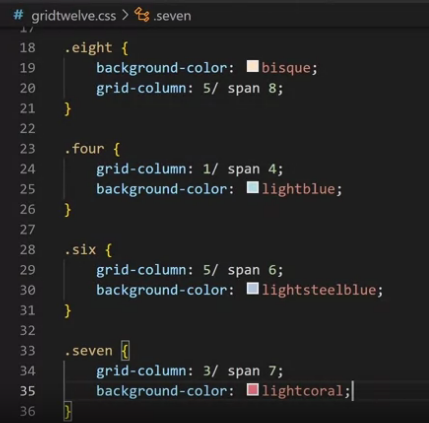 # gridtwelve.css > .seven
17
18 .eight {
19 background-color: bisque;
20 grid-column: 5/ span 8;
21 }
22
23 .four {
24 grid-column: 1/ span 4;
25 background-color: lightblue;
26 }
27
28 .six {
29 grid-column: 5/ span 6;
30 background-color: lightsteelblue;
31 }
32
33 .seven {
34 grid-column: 3/ span 7;
35 background-color: lightcoral;
36 }